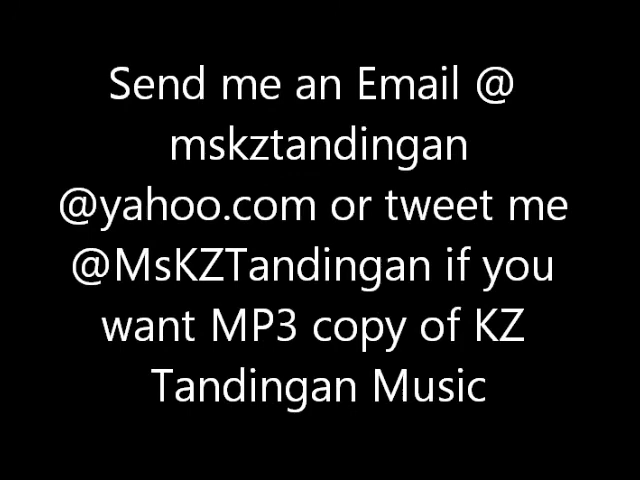 Send me an Email @
mskztandingan
@yahoo.com or tweet me
@MsKZTandingan if you
want MP3 copy of KZ
Tandingan Music